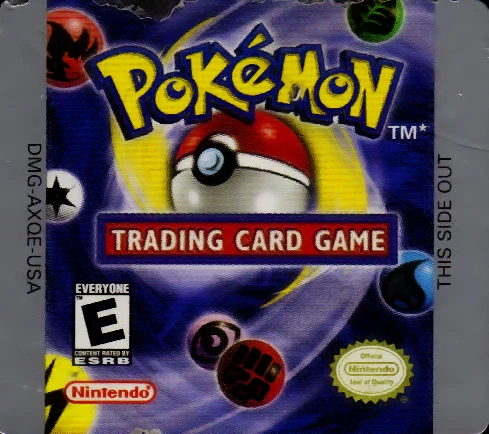 POKéMON
TM*
TRADING CARD GAME
DMG-AXQE-USA
THIS SIDE OUT
EVERYONE
TM
E
CONTENT RATED BY
ESRB
Nintendo
Official
Nintendo
Seal of Quality